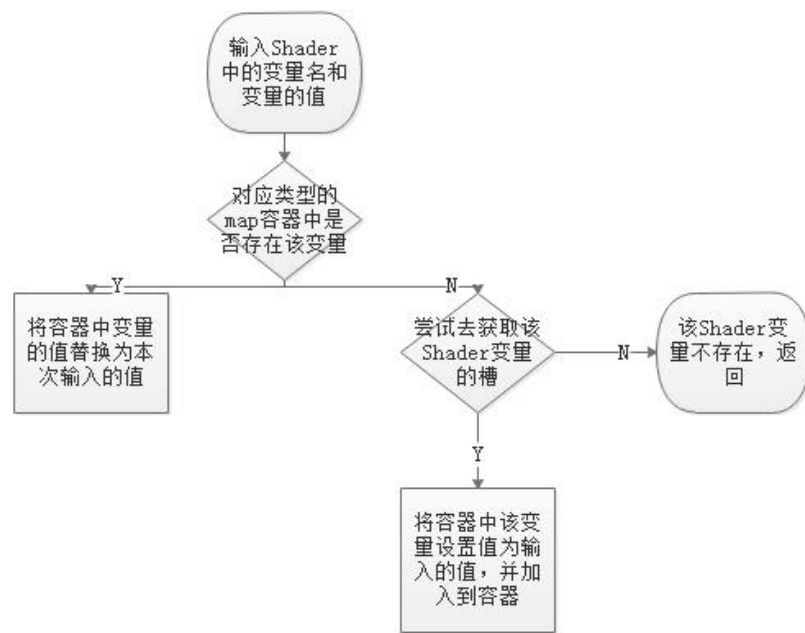 输入Shader
中的变量名和
变量的值
对应类型的
map容器中是
否存在该变量
Y
N
将容器中变量
的值替换为本
次输入的值
尝试去获取该
Shader变量
的槽
N
该Shader变
量不存在，返
回
Y
将容器中该变
量设置值为输
入的值，并加
入到容器